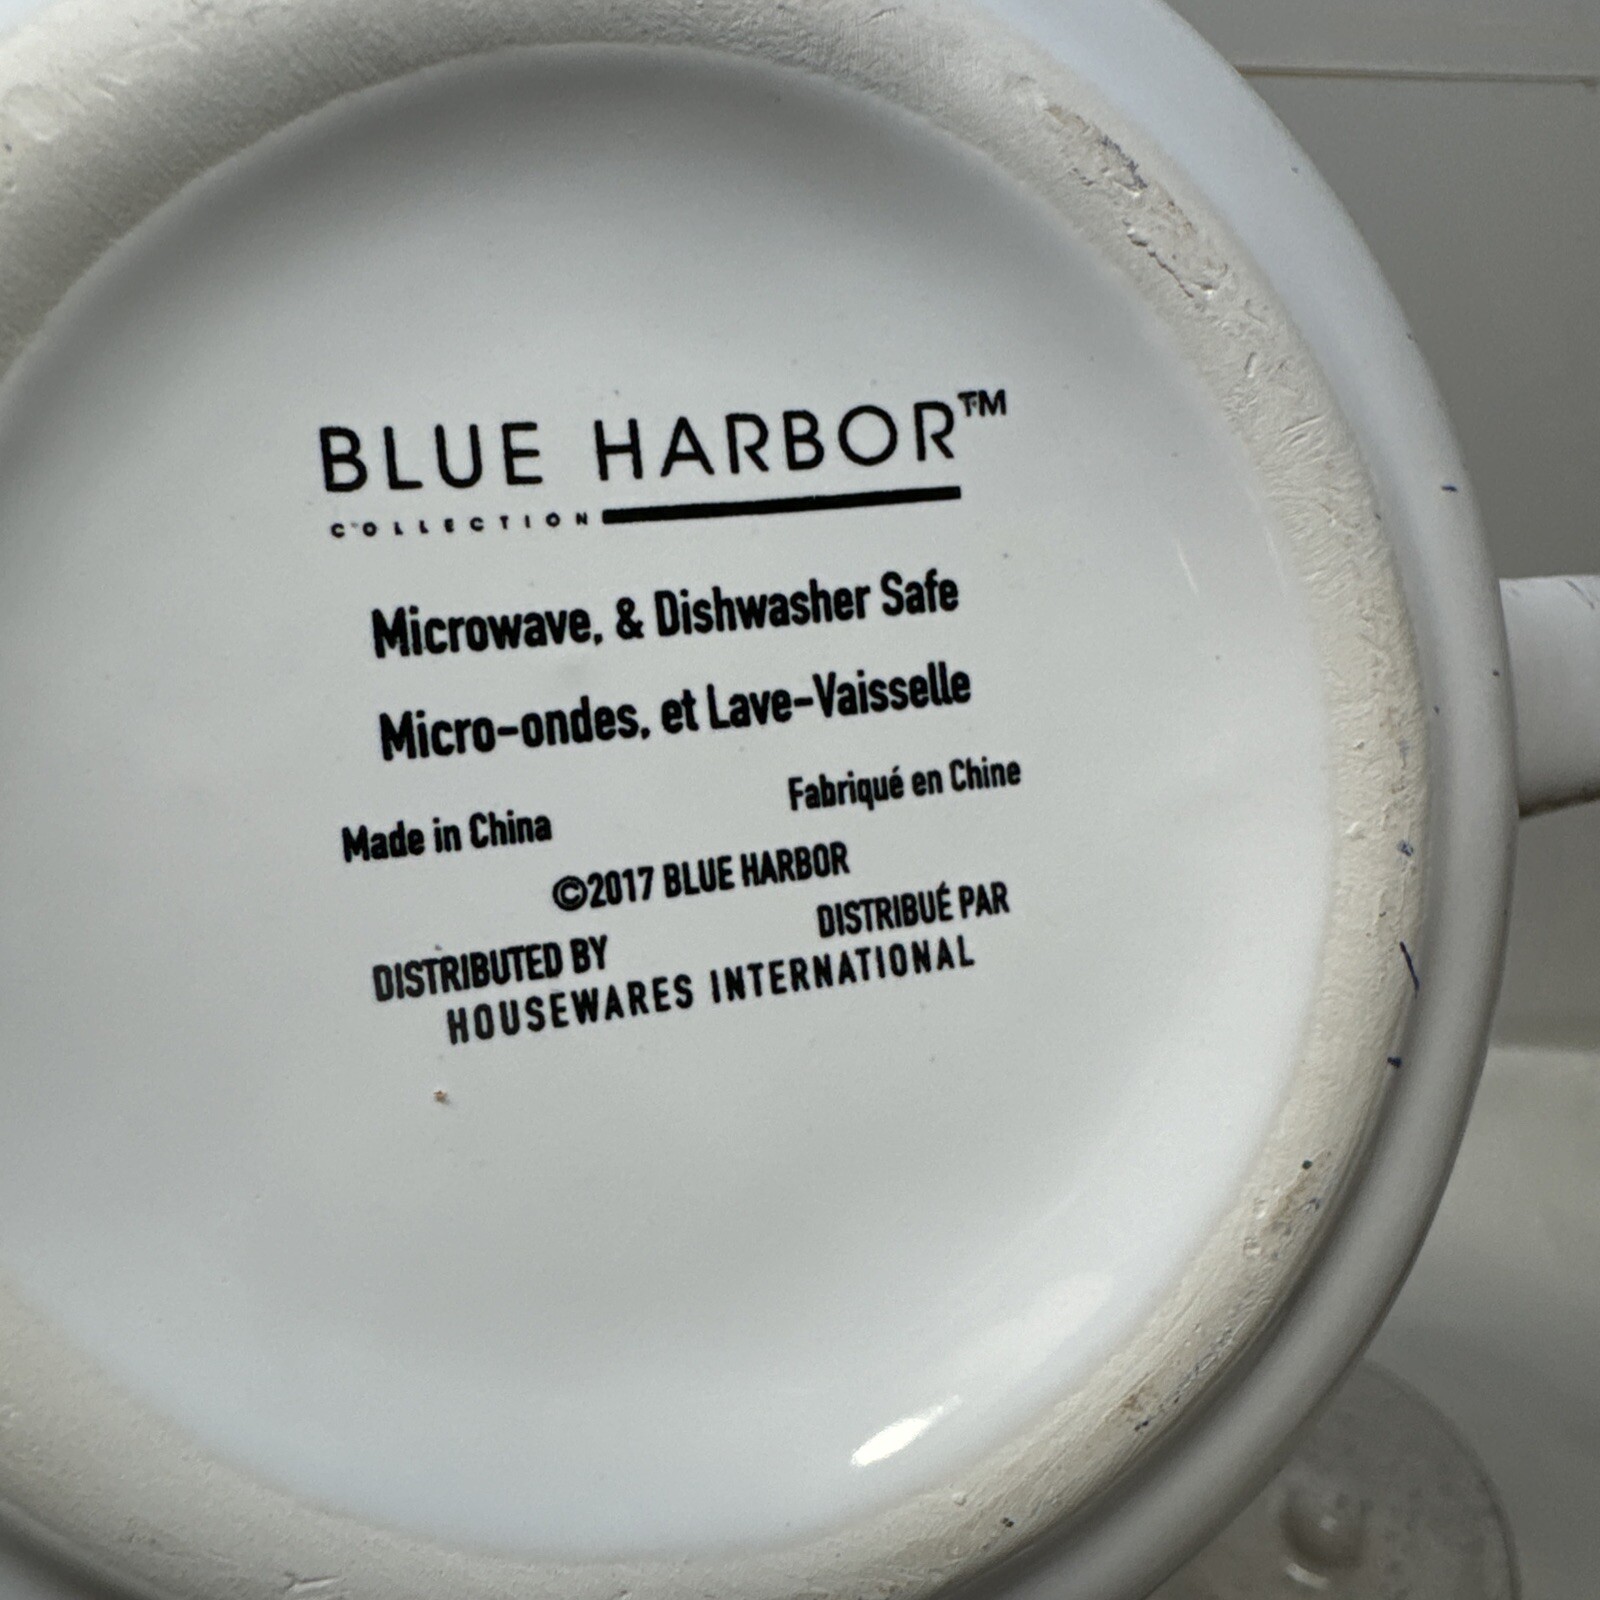 BLUE HARBOR™
COLLECTION
Microwave, & Dishwasher Safe
Micro-ondes, et Lave-Vaisselle
Made in China Fabriqué en Chine
©2017 BLUE HARBOR
DISTRIBUTED BY DISTRIBUÉ PAR
HOUSEWARES INTERNATIONAL